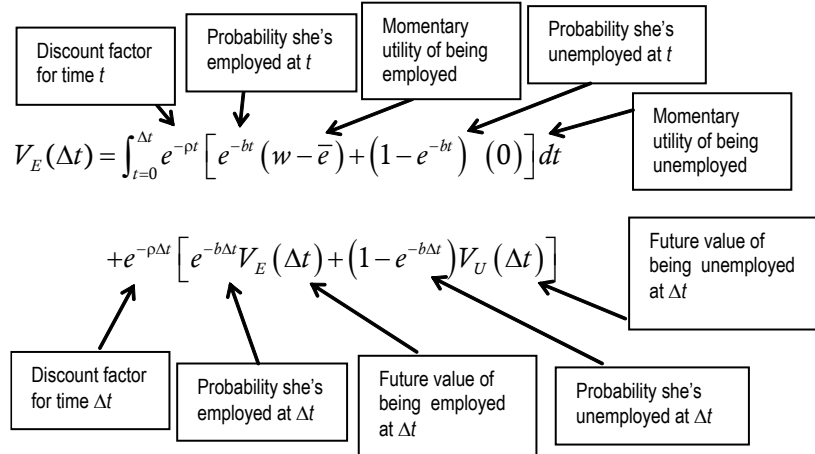 Discount factor
for time t
Probability she's
employed at t
Momentary
utility of being
employed
Probability she's
unemployed at t
Momentary
utility of being
unemployed
V_E(Δt) = ∫_{t=0}^{Δt} e^{-ρt} [e^{-bt} (w − e̅) + (1 − e^{-bt}) (0)] dt
+e^{-ρΔt} [e^{-bΔt} V_E (Δt) + (1 − e^{-bΔt}) V_U (Δt)]
Future value of
being unemployed
at Δt
Discount factor
for time Δt
Probability she's
employed at Δt
Future value of
being employed
at Δt
Probability she's
unemployed at Δt